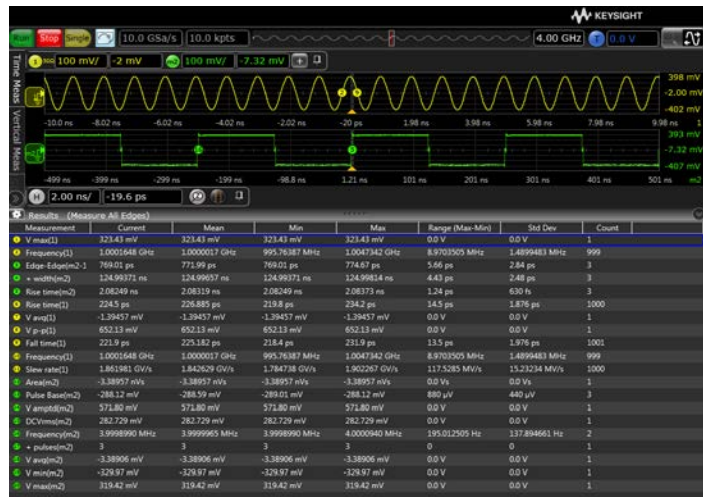 KEYSIGHT
Run Stop Single 10.0 GSa/s 10.0 kpts 4.00 GHz T 0.0 V
1 100 mV/ -2 mV m2 100 mV/ -7.32 mV +
Time Meas
Vertical Meas
398 mV
-2.00 mV
-402 mV
-10.0 ns -8.02 ns -6.02 ns -4.02 ns -2.02 ns -20 ps 1.98 ns 3.98 ns 5.98 ns 7.98 ns 9.98 ns 1
393 mV
-7.32 mV
-407 mV
-499 ns -399 ns -299 ns -199 ns -98.8 ns 1.21 ns 101 ns 201 ns 301 ns 401 ns 501 ns m2
H 2.00 ns/ -19.6 ps
Results (Measure All Edges)
Measurement Current Mean Min Max Range (Max-Min) Std Dev Count
V max(1) 323.43 mV 323.43 mV 323.43 mV 323.43 mV 0.0 V 0.0 V 1
Frequency(1) 1.0001648 GHz 1.0000017 GHz 995.76387 MHz 1.0047342 GHz 8.9703505 MHz 1.4899483 MHz 999
Edge-Edge(m2-1 769.01 ps 771.99 ps 769.01 ps 774.67 ps 5.66 ps 2.84 ps 3
+ width(m2) 124.99371 ns 124.99657 ns 124.99371 ns 124.99814 ns 4.43 ps 2.48 ps 3
Rise time(m2) 2.08249 ns 2.08319 ns 2.08249 ns 2.08373 ns 1.24 ps 630 fs 3
Rise time(1) 224.5 ps 226.885 ps 219.8 ps 234.2 ps 14.5 ps 1.876 ps 1000
V avg(1) -1.39457 mV -1.39457 mV -1.39457 mV -1.39457 mV 0.0 V 0.0 V 1
V p-p(1) 652.13 mV 652.13 mV 652.13 mV 652.13 mV 0.0 V 0.0 V 1
Fall time(1) 221.9 ps 225.182 ps 218.4 ps 231.9 ps 13.5 ps 1.976 ps 1001
Frequency(1) 1.0001648 GHz 1.0000017 GHz 995.76387 MHz 1.0047342 GHz 8.9703505 MHz 1.4899483 MHz 999
Slew rate(1) 1.861981 GV/s 1.842629 GV/s 1.784738 GV/s 1.902267 GV/s 117.5285 MV/s 15.23234 MV/s 1000
Area(m2) -3.38957 nVs -3.38957 nVs -3.38957 nVs -3.38957 nVs 0.0 Vs 0.0 Vs 1
Pulse Base(m2) -288.12 mV -288.59 mV -289.01 mV -288.12 mV 880 µV 440 µV 3
V amptd(m2) 571.80 mV 571.80 mV 571.80 mV 571.80 mV 0.0 V 0.0 V 1
DCVrms(m2) 282.729 mV 282.729 mV 282.729 mV 282.729 mV 0.0 V 0.0 V 1
Frequency(m2) 3.9998990 MHz 3.9999965 MHz 3.9998990 MHz 4.0000940 MHz 195.012505 Hz 137.894661 Hz 2
+ pulses(m2) 3 3 3 3 0 0 1
V avg(m2) -3.38906 mV -3.38906 mV -3.38906 mV -3.38906 mV 0.0 V 0.0 V 1
V min(m2) -329.97 mV -329.97 mV -329.97 mV -329.97 mV 0.0 V 0.0 V 1
V max(m2) 319.42 mV 319.42 mV 319.42 mV 319.42 mV 0.0 V 0.0 V 1